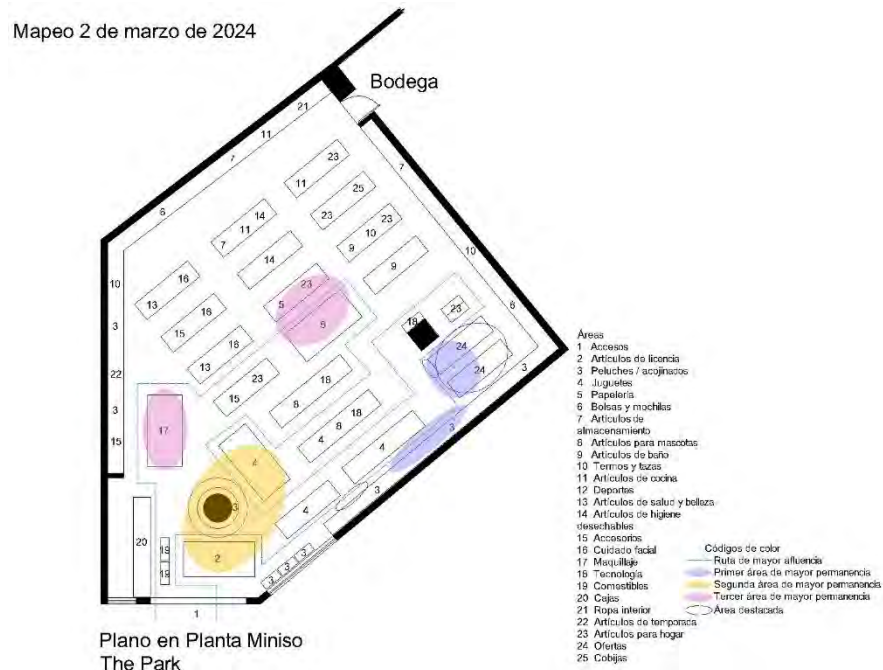 Mapeo 2 de marzo de 2024
Bodega
21
11
7
6
23
11
25
23
14
11
7
23
10
9
14
9
7
10
6
3
10
3
22
3
15
16
13
15
18
13
23
5
6
23
15
18
8
18
8
4
18
23
24
24
3
3
4
4
4
17
3
2
20
19
19
3
3
3
1
Plano en Planta Miniso
The Park
Áreas
1 Accesos
2 Artículos de licencia
3 Peluches / acojinados
4 Juguetes
5 Papelería
6 Bolsas y mochilas
7 Artículos de
almacenamiento
8 Artículos para mascotas
9 Artículos de baño
10 Termos y tazas
11 Artículos de cocina
12 Deportes
13 Artículos de salud y belleza
14 Artículos de higiene
desechables
15 Accesorios
16 Cuidado facial
17 Maquillaje
18 Tecnología
19 Comestibles
20 Cajas
21 Ropa interior
22 Artículos de temporada
23 Artículos para hogar
24 Ofertas
25 Cobijas
Códigos de color
Ruta de mayor afluencia
Primer área de mayor permanencia
Segunda área de mayor permanencia
Tercer área de mayor permanencia
Área destacada